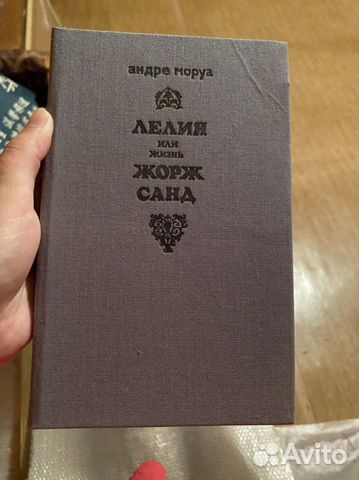 андре моруа
ЛЕЛИЯ
или
жизнь
ЖОРЖ
САНД
Avito